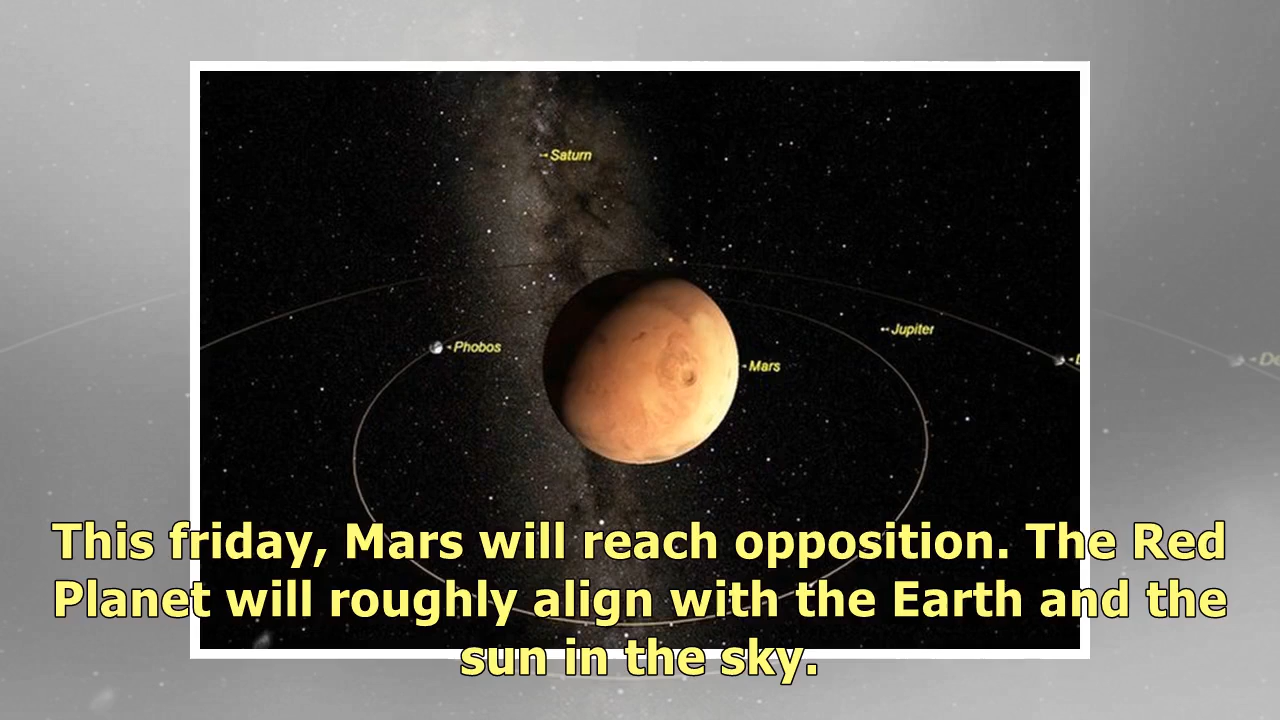 Saturn
Jupiter
Phobos
Mars
This friday, Mars will reach opposition. The Red
Planet will roughly align with the Earth and the
sun in the sky.